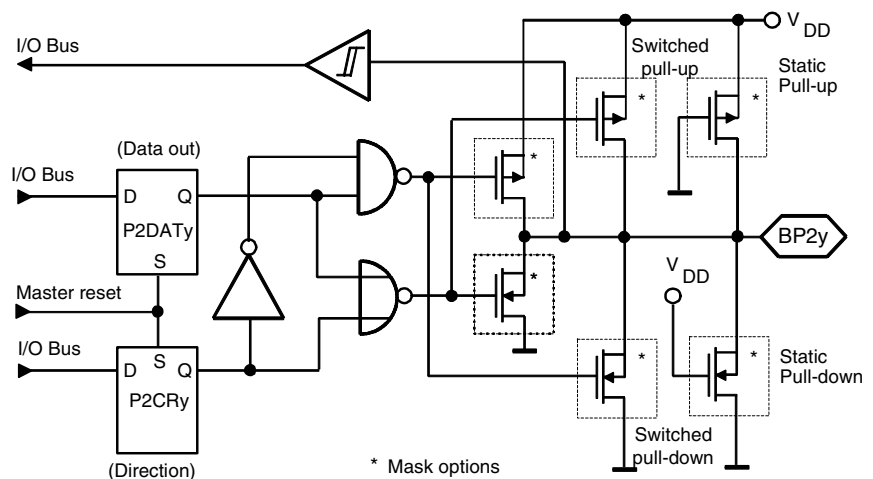 I/O Bus
Switched
pull-up
*
V DD
Static
Pull-up
*
(Data out)
I/O Bus
D Q
P2DATy
S
*
BP2y
Master reset
*
V DD
I/O Bus
S
D Q
P2CRy
*
*
Static
Pull-down
(Direction)
* Mask options
Switched
pull-down